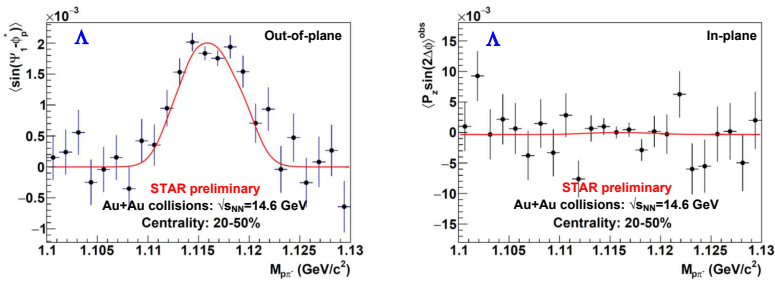 ×10⁻³
Λ
Out-of-plane
⟨sin(Ψ₁-φₚ*)⟩
2
1.5
1
0.5
0
−0.5
−1
STAR preliminary
Au+Au collisions: √sNN=14.6 GeV
Centrality: 20-50%
1.1 1.105 1.11 1.115 1.12 1.125 1.13
Mpπ⁻ (GeV/c²)
×10⁻³
Λ
In-plane
⟨Pz sin(2Δϕ)⟩obs
15
10
5
0
−5
−10
−15
STAR preliminary
Au+Au collisions: √sNN=14.6 GeV
Centrality: 20-50%
1.1 1.105 1.11 1.115 1.12 1.125 1.13
Mpπ⁻ (GeV/c²)